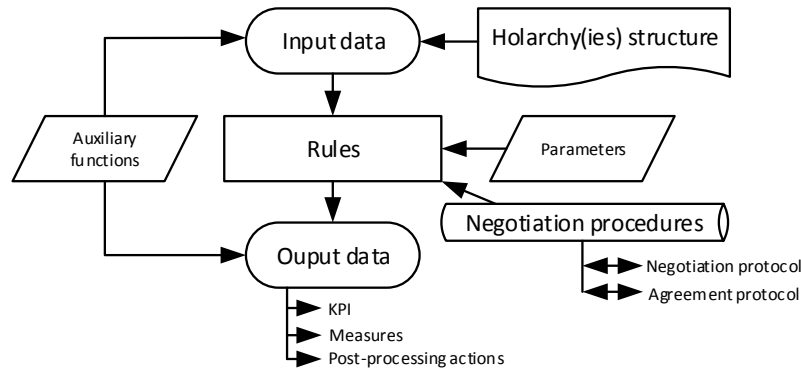 Input data
Holarchy(ies) structure
Auxiliary
functions
Rules
Parameters
Negotiation procedures
Ouput data
Negotiation protocol
Agreement protocol
KPI
Measures
Post-processing actions